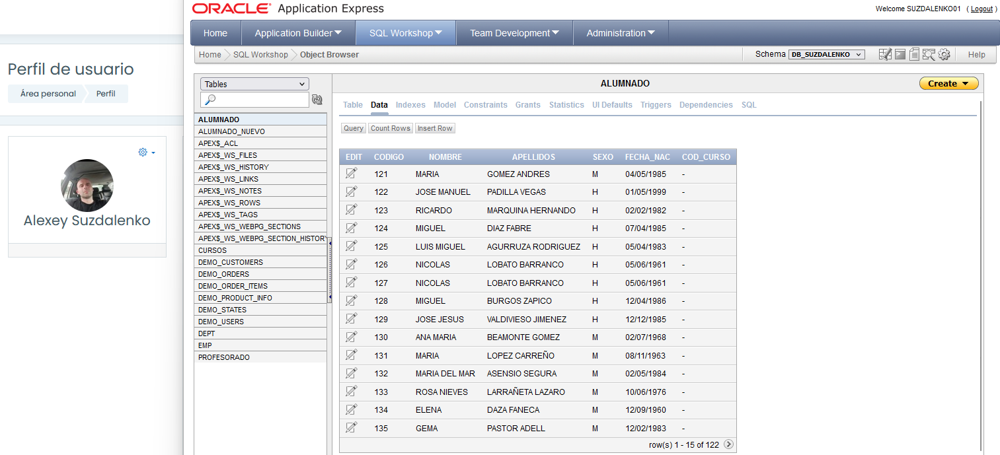 ORACLE® Application Express
Welcome SUZDALENKO01 ( Logout )
Home Application Builder SQL Workshop Team Development Administration
Home SQL Workshop Object Browser
Schema DB_SUZDALENKO Help
Perfil de usuario
Área personal Perfil
Alexey Suzdalenko
Tables
ALUMNADO
ALUMNADO_NUEVO
APEX$_ACL
APEX$_WS_FILES
APEX$_WS_HISTORY
APEX$_WS_LINKS
APEX$_WS_NOTES
APEX$_WS_ROWS
APEX$_WS_TAGS
APEX$_WS_WEBPG_SECTIONS
APEX$_WS_WEBPG_SECTION_HISTORY
CURSOS
DEMO_CUSTOMERS
DEMO_ORDERS
DEMO_ORDER_ITEMS
DEMO_PRODUCT_INFO
DEMO_STATES
DEMO_USERS
DEPT
EMP
PROFESORADO
ALUMNADO
Create
Table Data Indexes Model Constraints Grants Statistics UI Defaults Triggers Dependencies SQL
Query Count Rows Insert Row
EDIT CODIGO NOMBRE APELLIDOS SEXO FECHA_NAC COD_CURSO
121 MARIA GOMEZ ANDRES M 04/05/1985 -
122 JOSE MANUEL PADILLA VEGAS H 01/05/1999 -
123 RICARDO MARQUINA HERNANDO H 02/02/1982 -
124 MIGUEL DIAZ FABRE H 07/04/1985 -
125 LUIS MIGUEL AGURRUZA RODRIGUEZ H 05/04/1983 -
126 NICOLAS LOBATO BARRANCO H 05/06/1961 -
127 NICOLAS LOBATO BARRANCO H 05/06/1961 -
128 MIGUEL BURGOS ZAPICO H 12/04/1986 -
129 JOSE JESUS VALDIVIESO JIMENEZ H 12/12/1985 -
130 ANA MARIA BEAMONTE GOMEZ M 02/07/1968 -
131 MARIA LOPEZ CARREÑO M 08/11/1963 -
132 MARIA DEL MAR ASENSIO SEGURA M 02/05/1984 -
133 ROSA NIEVES LARRAÑETA LAZARO M 10/06/1976 -
134 ELENA DAZA FANECA M 12/09/1960 -
135 GEMA PASTOR ADELL M 12/02/1983 -
row(s) 1 - 15 of 122